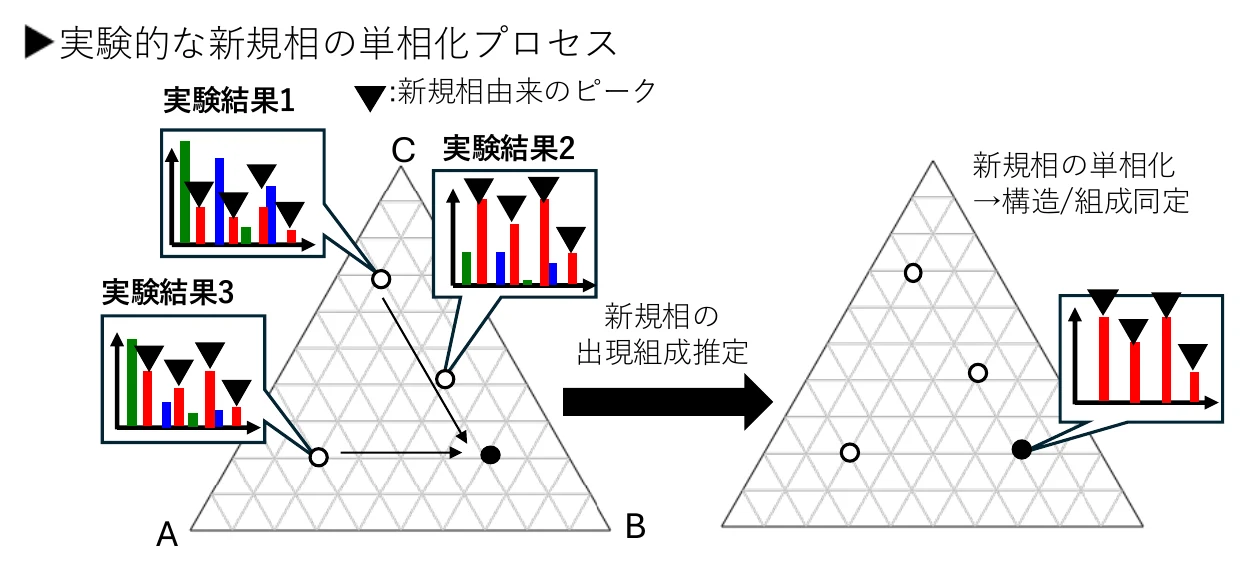 ▶実験的な新規相の単相化プロセス
実験結果1
▼:新規相由来のピーク
C
実験結果2
実験結果3
A
B
新規相の
出現組成推定
新規相の単相化
→構造/組成同定